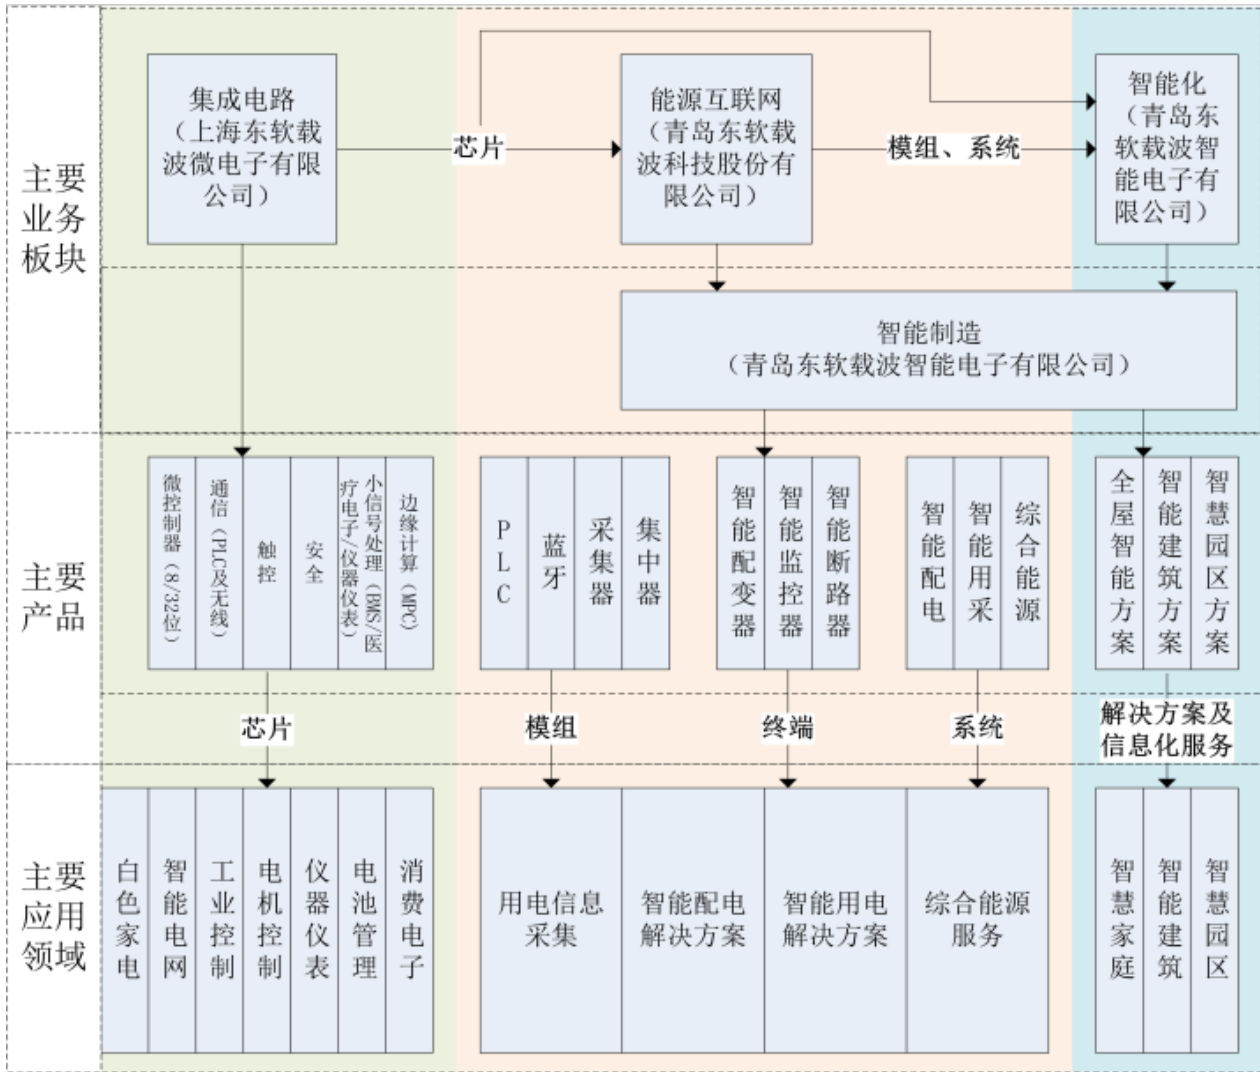 主要
业务
板块
集成电路
（上海东软载
波微电子有限
公司）
芯片
能源互联网
（青岛东软载
波科技股份有
限公司）
模组、系统
智能化
（青岛东
软载波智
能电子有
限公司）
智能制造
（青岛东软载波智能电子有限公司）
主要
产品
微控制器（8/32位）
通信（PLC及无线）
触控
安全
小信号处理（BMS/医
疗电子/仪器仪表）
边缘计算（MPC）
PLC
蓝牙
采集器
集中器
智能配变器
智能监控器
智能断路器
智能配电
智能用采
综合能源
全屋智能方案
智能建筑方案
智慧园区方案
芯片
模组
终端
系统
解决方案及
信息化服务
主要
应用
领域
白色家电
智能电网
工业控制
电机控制
仪器仪表
电池管理
消费电子
用电信息
采集
智能配电
解决方案
智能用电
解决方案
综合能源
服务
智慧家庭
智能建筑
智慧园区